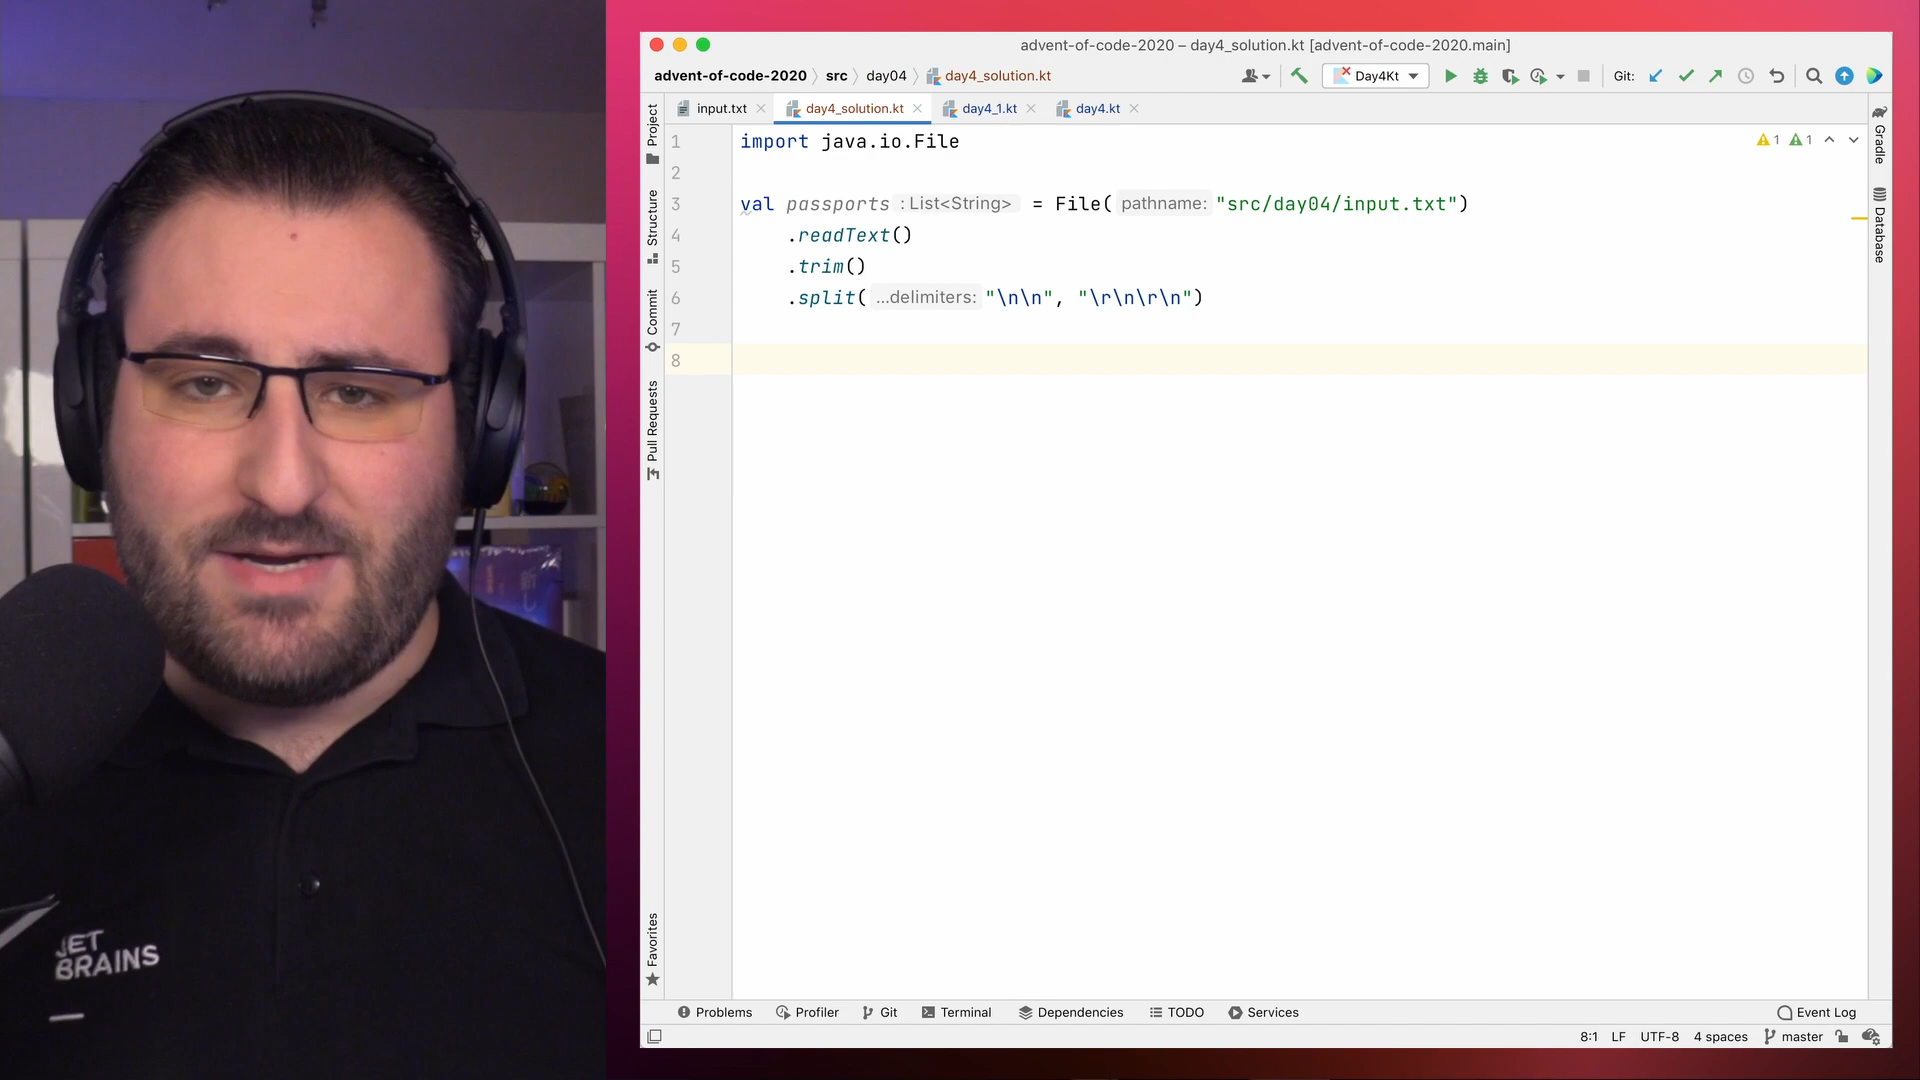 JET
BRAINS
advent-of-code-2020 – day4_solution.kt [advent-of-code-2020.main]
advent-of-code-2020 src day04 day4_solution.kt Day4Kt Git:
input.txt day4_solution.kt day4_1.kt day4.kt
Project
Structure
Commit
Pull Requests
Favorites
1 import java.io.File
2
3 val passports : List<String> = File( pathname: "src/day04/input.txt")
4 .readText()
5 .trim()
6 .split( ...delimiters: "\n\n", "\r\n\r\n")
7
8
1 1
Gradle
Database
Problems Profiler Git Terminal Dependencies TODO Services Event Log
8:1 LF UTF-8 4 spaces master